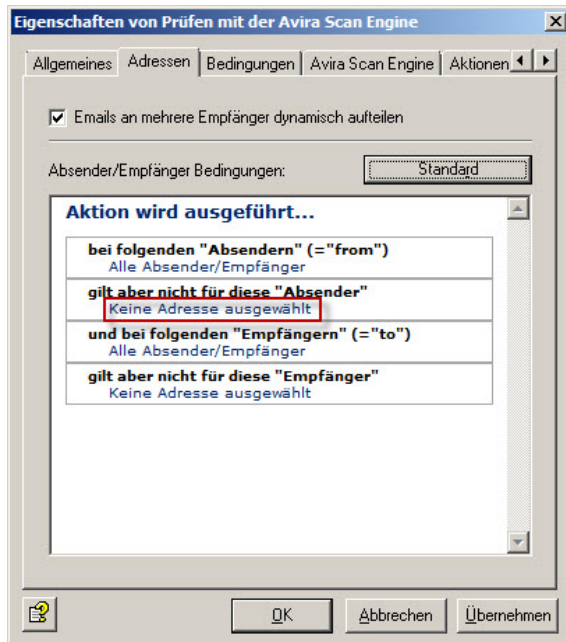 Eigenschaften von Prüfen mit der Avira Scan Engine
Allgemeines Adressen Bedingungen Avira Scan Engine Aktionen
Emails an mehrere Empfänger dynamisch aufteilen
Absender/Empfänger Bedingungen: Standard
Aktion wird ausgeführt...
bei folgenden "Absendern" (="from")
Alle Absender/Empfänger
gilt aber nicht für diese "Absender"
Keine Adresse ausgewählt
und bei folgenden "Empfängern" (="to")
Alle Absender/Empfänger
gilt aber nicht für diese "Empfänger"
Keine Adresse ausgewählt
OK Abbrechen Übernehmen